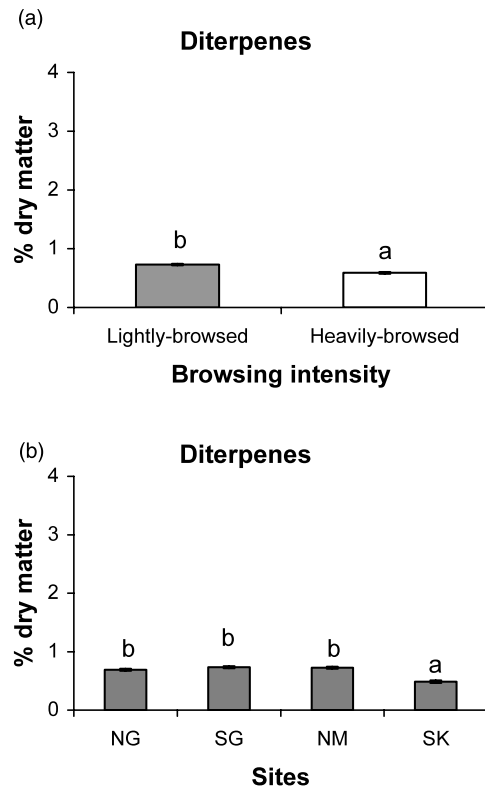 (a)
Diterpenes
4
3
2
1
0
% dry matter
b
a
Lightly-browsed Heavily-browsed
Browsing intensity
(b)
Diterpenes
4
3
2
1
0
% dry matter
b b b a
NG SG NM SK
Sites